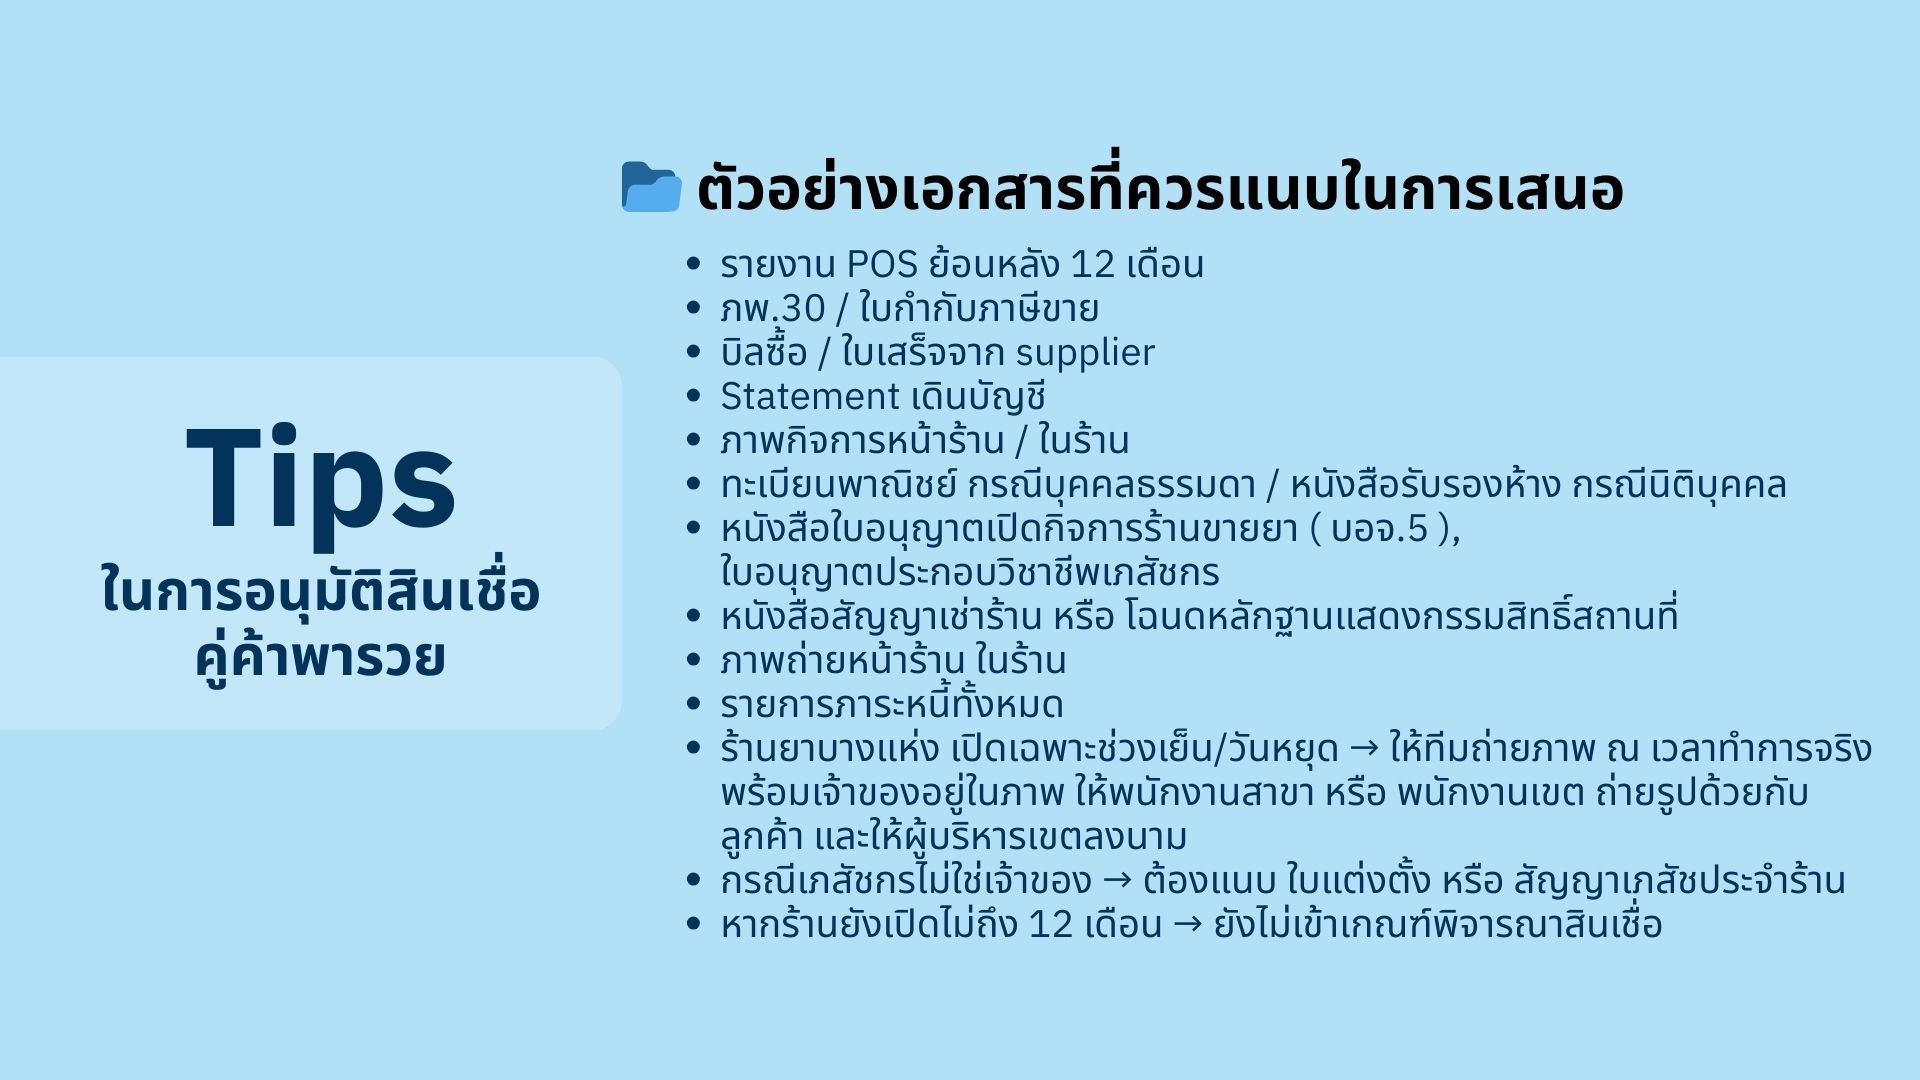 Tips
ในการอนุมัติสินเชื่อ
คู่ค้าพารวย
ตัวอย่างเอกสารที่ควรแนบในการเสนอ
• รายงาน POS ย้อนหลัง 12 เดือน
• ภพ.30 / ใบกำกับภาษีขาย
• บิลซื้อ / ใบเสร็จจาก supplier
• Statement เดินบัญชี
• ภาพกิจการหน้าร้าน / ในร้าน
• ทะเบียนพาณิชย์ กรณีบุคคลธรรมดา / หนังสือรับรองห้าง กรณีนิติบุคคล
• หนังสือใบอนุญาตเปิดกิจการร้านขายยา ( บอจ.5 ),
ใบอนุญาตประกอบวิชาชีพเภสัชกร
• หนังสือสัญญาเช่าร้าน หรือ โฉนดหลักฐานแสดงกรรมสิทธิ์สถานที่
• ภาพถ่ายหน้าร้าน ในร้าน
• รายการภาระหนี้ทั้งหมด
• ร้านยาบางแห่ง เปิดเฉพาะช่วงเย็น/วันหยุด → ให้ทีมถ่ายภาพ ณ เวลาทำการจริง
พร้อมเจ้าของอยู่ในภาพ ให้พนักงานสาขา หรือ พนักงานเขต ถ่ายรูปด้วยกับ
ลูกค้า และให้ผู้บริหารเขตลงนาม
• กรณีเภสัชกรไม่ใช่เจ้าของ → ต้องแนบ ใบแต่งตั้ง หรือ สัญญาเภสัชประจำร้าน
• หากร้านยังเปิดไม่ถึง 12 เดือน → ยังไม่เข้าเกณฑ์พิจารณาสินเชื่อ